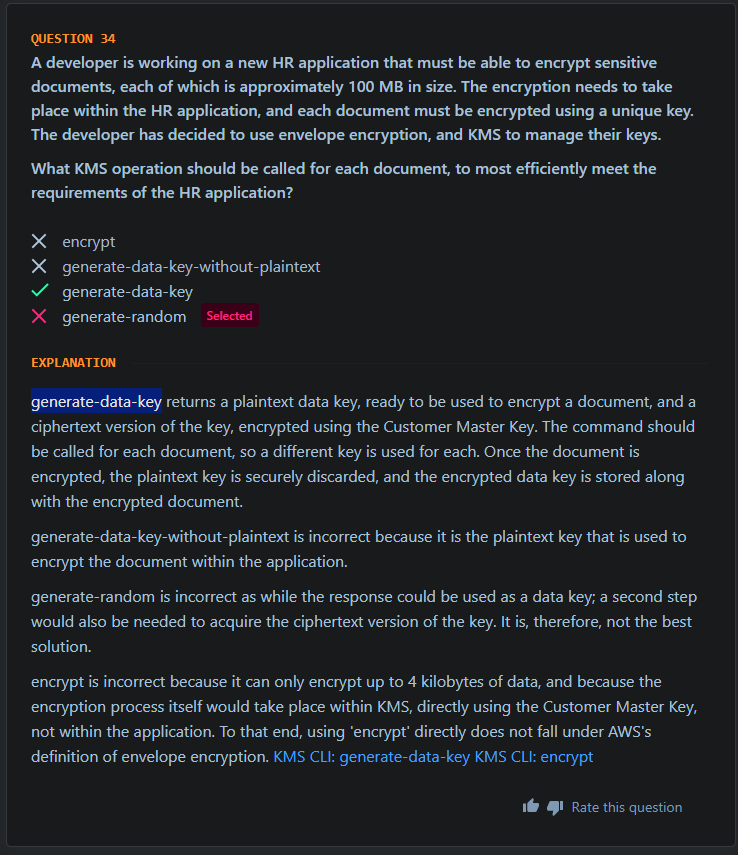 QUESTION 34
A developer is working on a new HR application that must be able to encrypt sensitive
documents, each of which is approximately 100 MB in size. The encryption needs to take
place within the HR application, and each document must be encrypted using a unique key.
The developer has decided to use envelope encryption, and KMS to manage their keys.
What KMS operation should be called for each document, to most efficiently meet the
requirements of the HR application?
encrypt
generate-data-key-without-plaintext
generate-data-key
generate-random Selected
EXPLANATION
generate-data-key returns a plaintext data key, ready to be used to encrypt a document, and a
ciphertext version of the key, encrypted using the Customer Master Key. The command should
be called for each document, so a different key is used for each. Once the document is
encrypted, the plaintext key is securely discarded, and the encrypted data key is stored along
with the encrypted document.
generate-data-key-without-plaintext is incorrect because it is the plaintext key that is used to
encrypt the document within the application.
generate-random is incorrect as while the response could be used as a data key; a second step
would also be needed to acquire the ciphertext version of the key. It is, therefore, not the best
solution.
encrypt is incorrect because it can only encrypt up to 4 kilobytes of data, and because the
encryption process itself would take place within KMS, directly using the Customer Master Key,
not within the application. To that end, using 'encrypt' directly does not fall under AWS's
definition of envelope encryption. KMS CLI: generate-data-key KMS CLI: encrypt
Rate this question